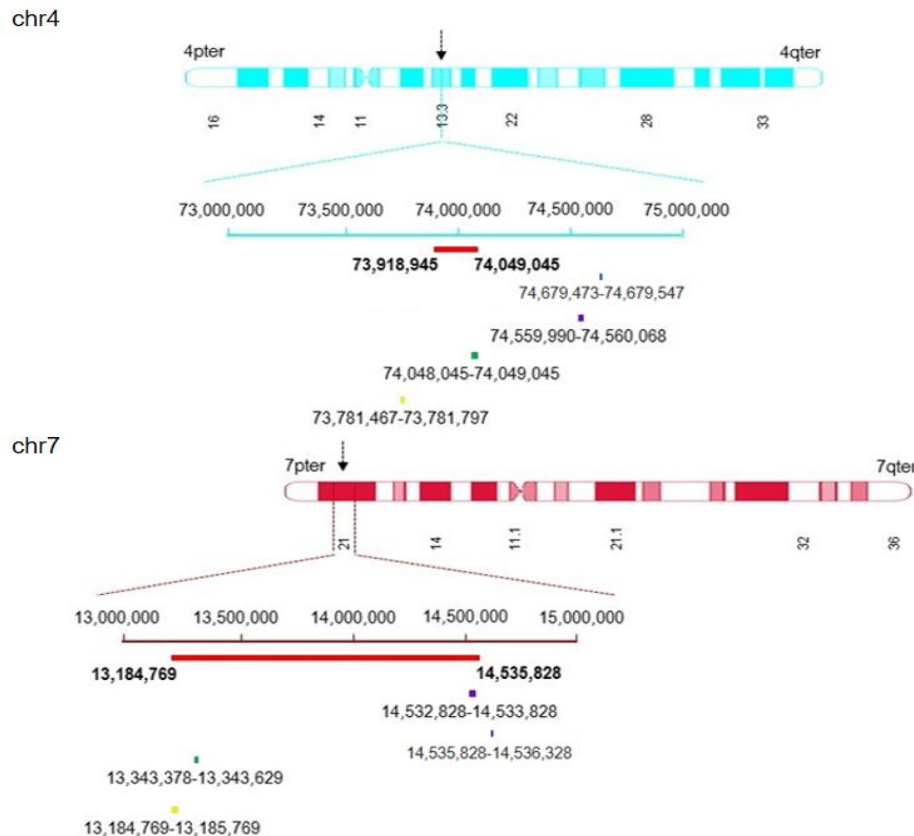 chr4
4pter 4qter
16 14 11 13.3 22 28 33
73,000,000 73,500,000 74,000,000 74,500,000 75,000,000
73,918,945 74,049,045
74,679,473-74,679,547
74,559,990-74,560,068
74,048,045-74,049,045
73,781,467-73,781,797
chr7
7pter 7qter
21 14 11.1 21.1 32 36
13,000,000 13,500,000 14,000,000 14,500,000 15,000,000
13,184,769 14,535,828
14,532,828-14,533,828
14,535,828-14,536,328
13,343,378-13,343,629
13,184,769-13,185,769